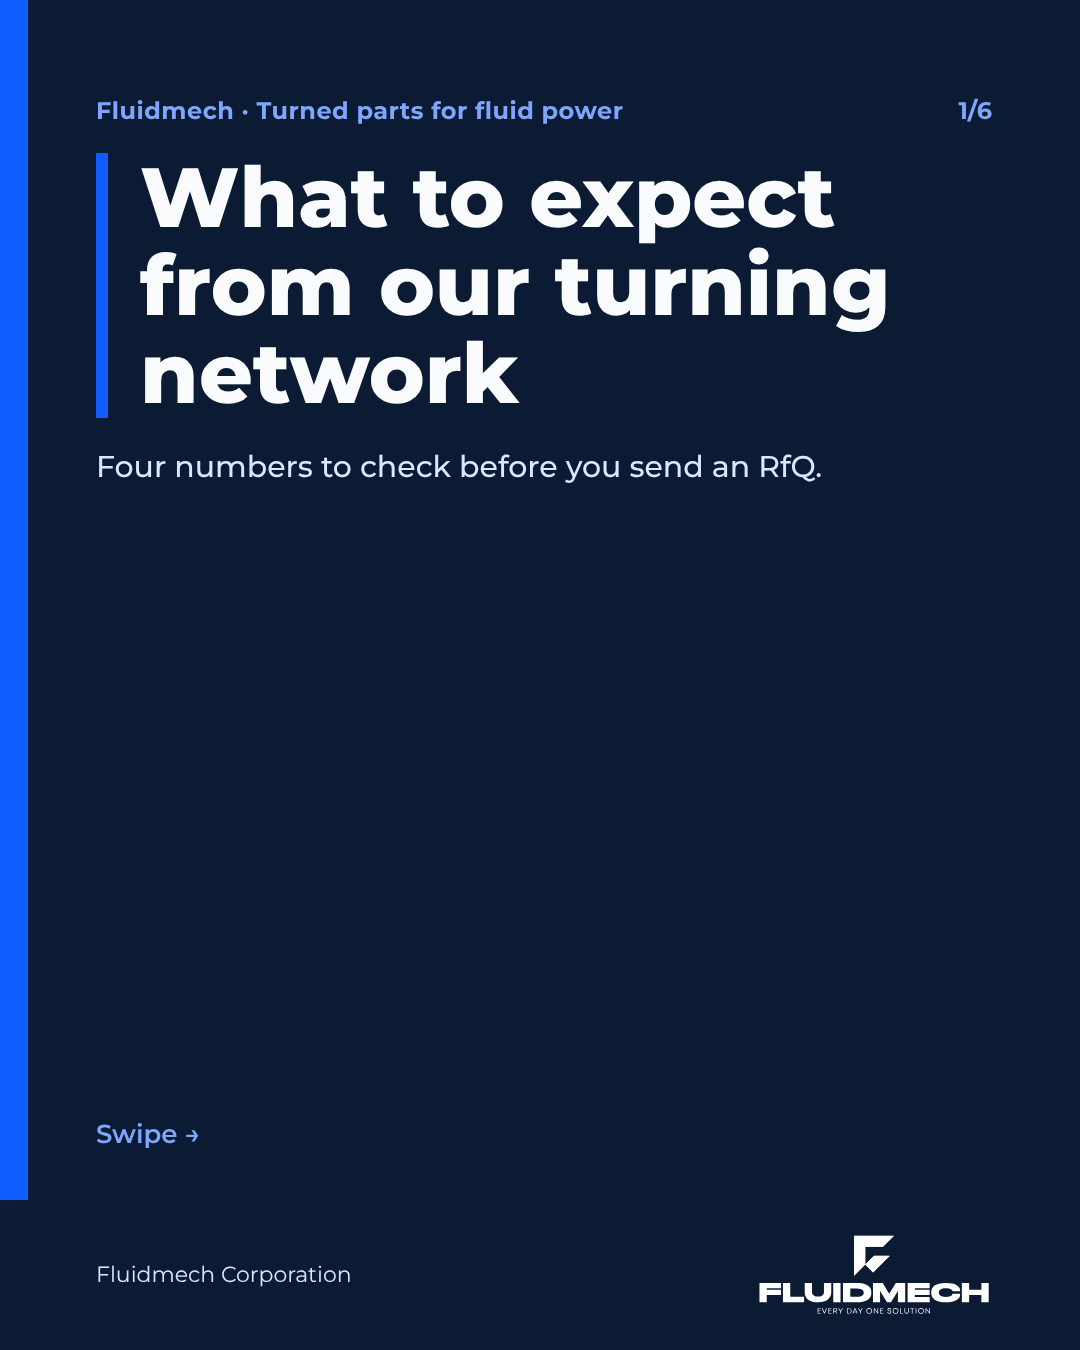 Fluidmech · Turned parts for fluid power
1/6
What to expect
from our turning
network
Four numbers to check before you send an RfQ.
Swipe →
Fluidmech Corporation
FLUIDMECH
EVERY DAY ONE SOLUTION